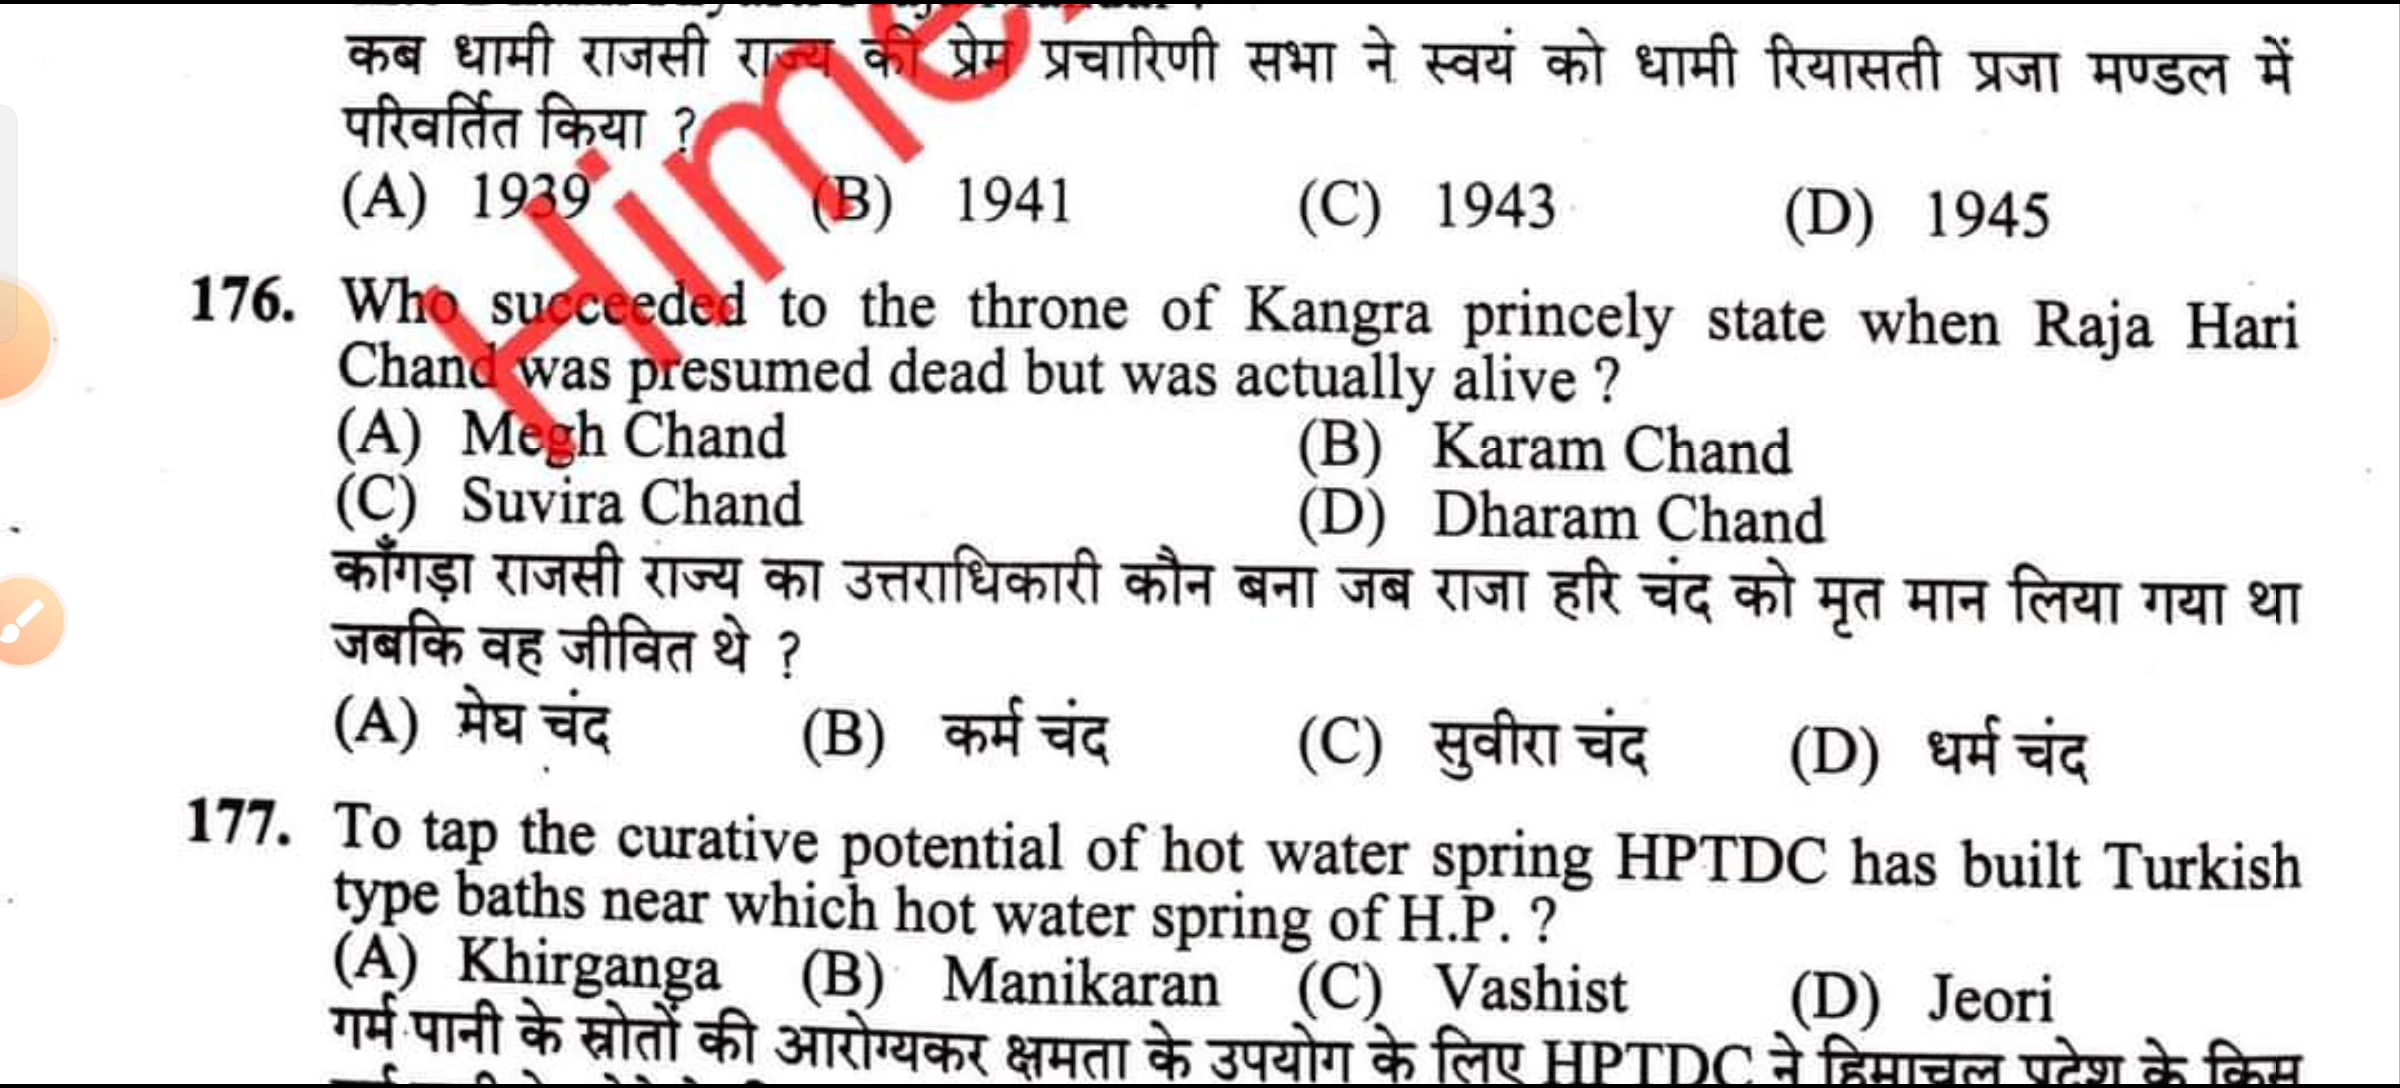 कब धामी राजसी राज्य की प्रेम प्रचारिणी सभा ने स्वयं को धामी रियासती प्रजा मण्डल में
परिवर्तित किया ?
(A) 1939 (B) 1941 (C) 1943 (D) 1945
176. Who succeeded to the throne of Kangra princely state when Raja Hari
Chand was presumed dead but was actually alive ?
(A) Megh Chand (B) Karam Chand
(C) Suvira Chand (D) Dharam Chand
काँगड़ा राजसी राज्य का उत्तराधिकारी कौन बना जब राजा हरि चंद को मृत मान लिया गया था
जबकि वह जीवित थे ?
(A) मेघ चंद (B) कर्म चंद (C) सुवीरा चंद (D) धर्म चंद
177. To tap the curative potential of hot water spring HPTDC has built Turkish
type baths near which hot water spring of H.P. ?
(A) Khirganga (B) Manikaran (C) Vashist (D) Jeori
गर्म पानी के स्रोतों की आरोग्यकर क्षमता के उपयोग के लिए HPTDC ने हिमाचल प्रदेश के किस
Hime